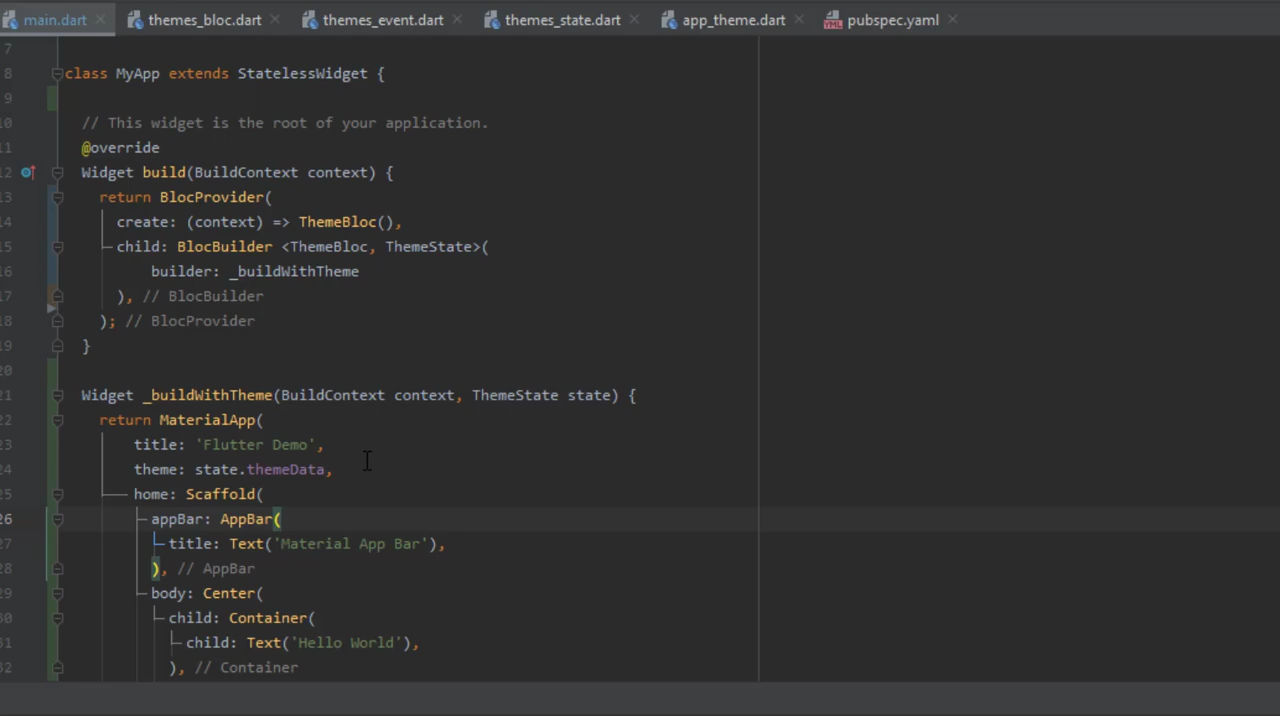 main.dart themes_bloc.dart themes_event.dart themes_state.dart app_theme.dart pubspec.yaml
7
8 class MyApp extends StatelessWidget {
9
10 // This widget is the root of your application.
11 @override
12 Widget build(BuildContext context) {
13 return BlocProvider(
14 create: (context) => ThemeBloc(),
15 child: BlocBuilder <ThemeBloc, ThemeState>(
16 builder: _buildWithTheme
17 ), // BlocBuilder
18 ); // BlocProvider
19 }
20
21 Widget _buildWithTheme(BuildContext context, ThemeState state) {
22 return MaterialApp(
23 title: 'Flutter Demo',
24 theme: state.themeData,
25 home: Scaffold(
26 appBar: AppBar(
27 title: Text('Material App Bar'),
28 ), // AppBar
29 body: Center(
30 child: Container(
31 child: Text('Hello World'),
32 ), // Container